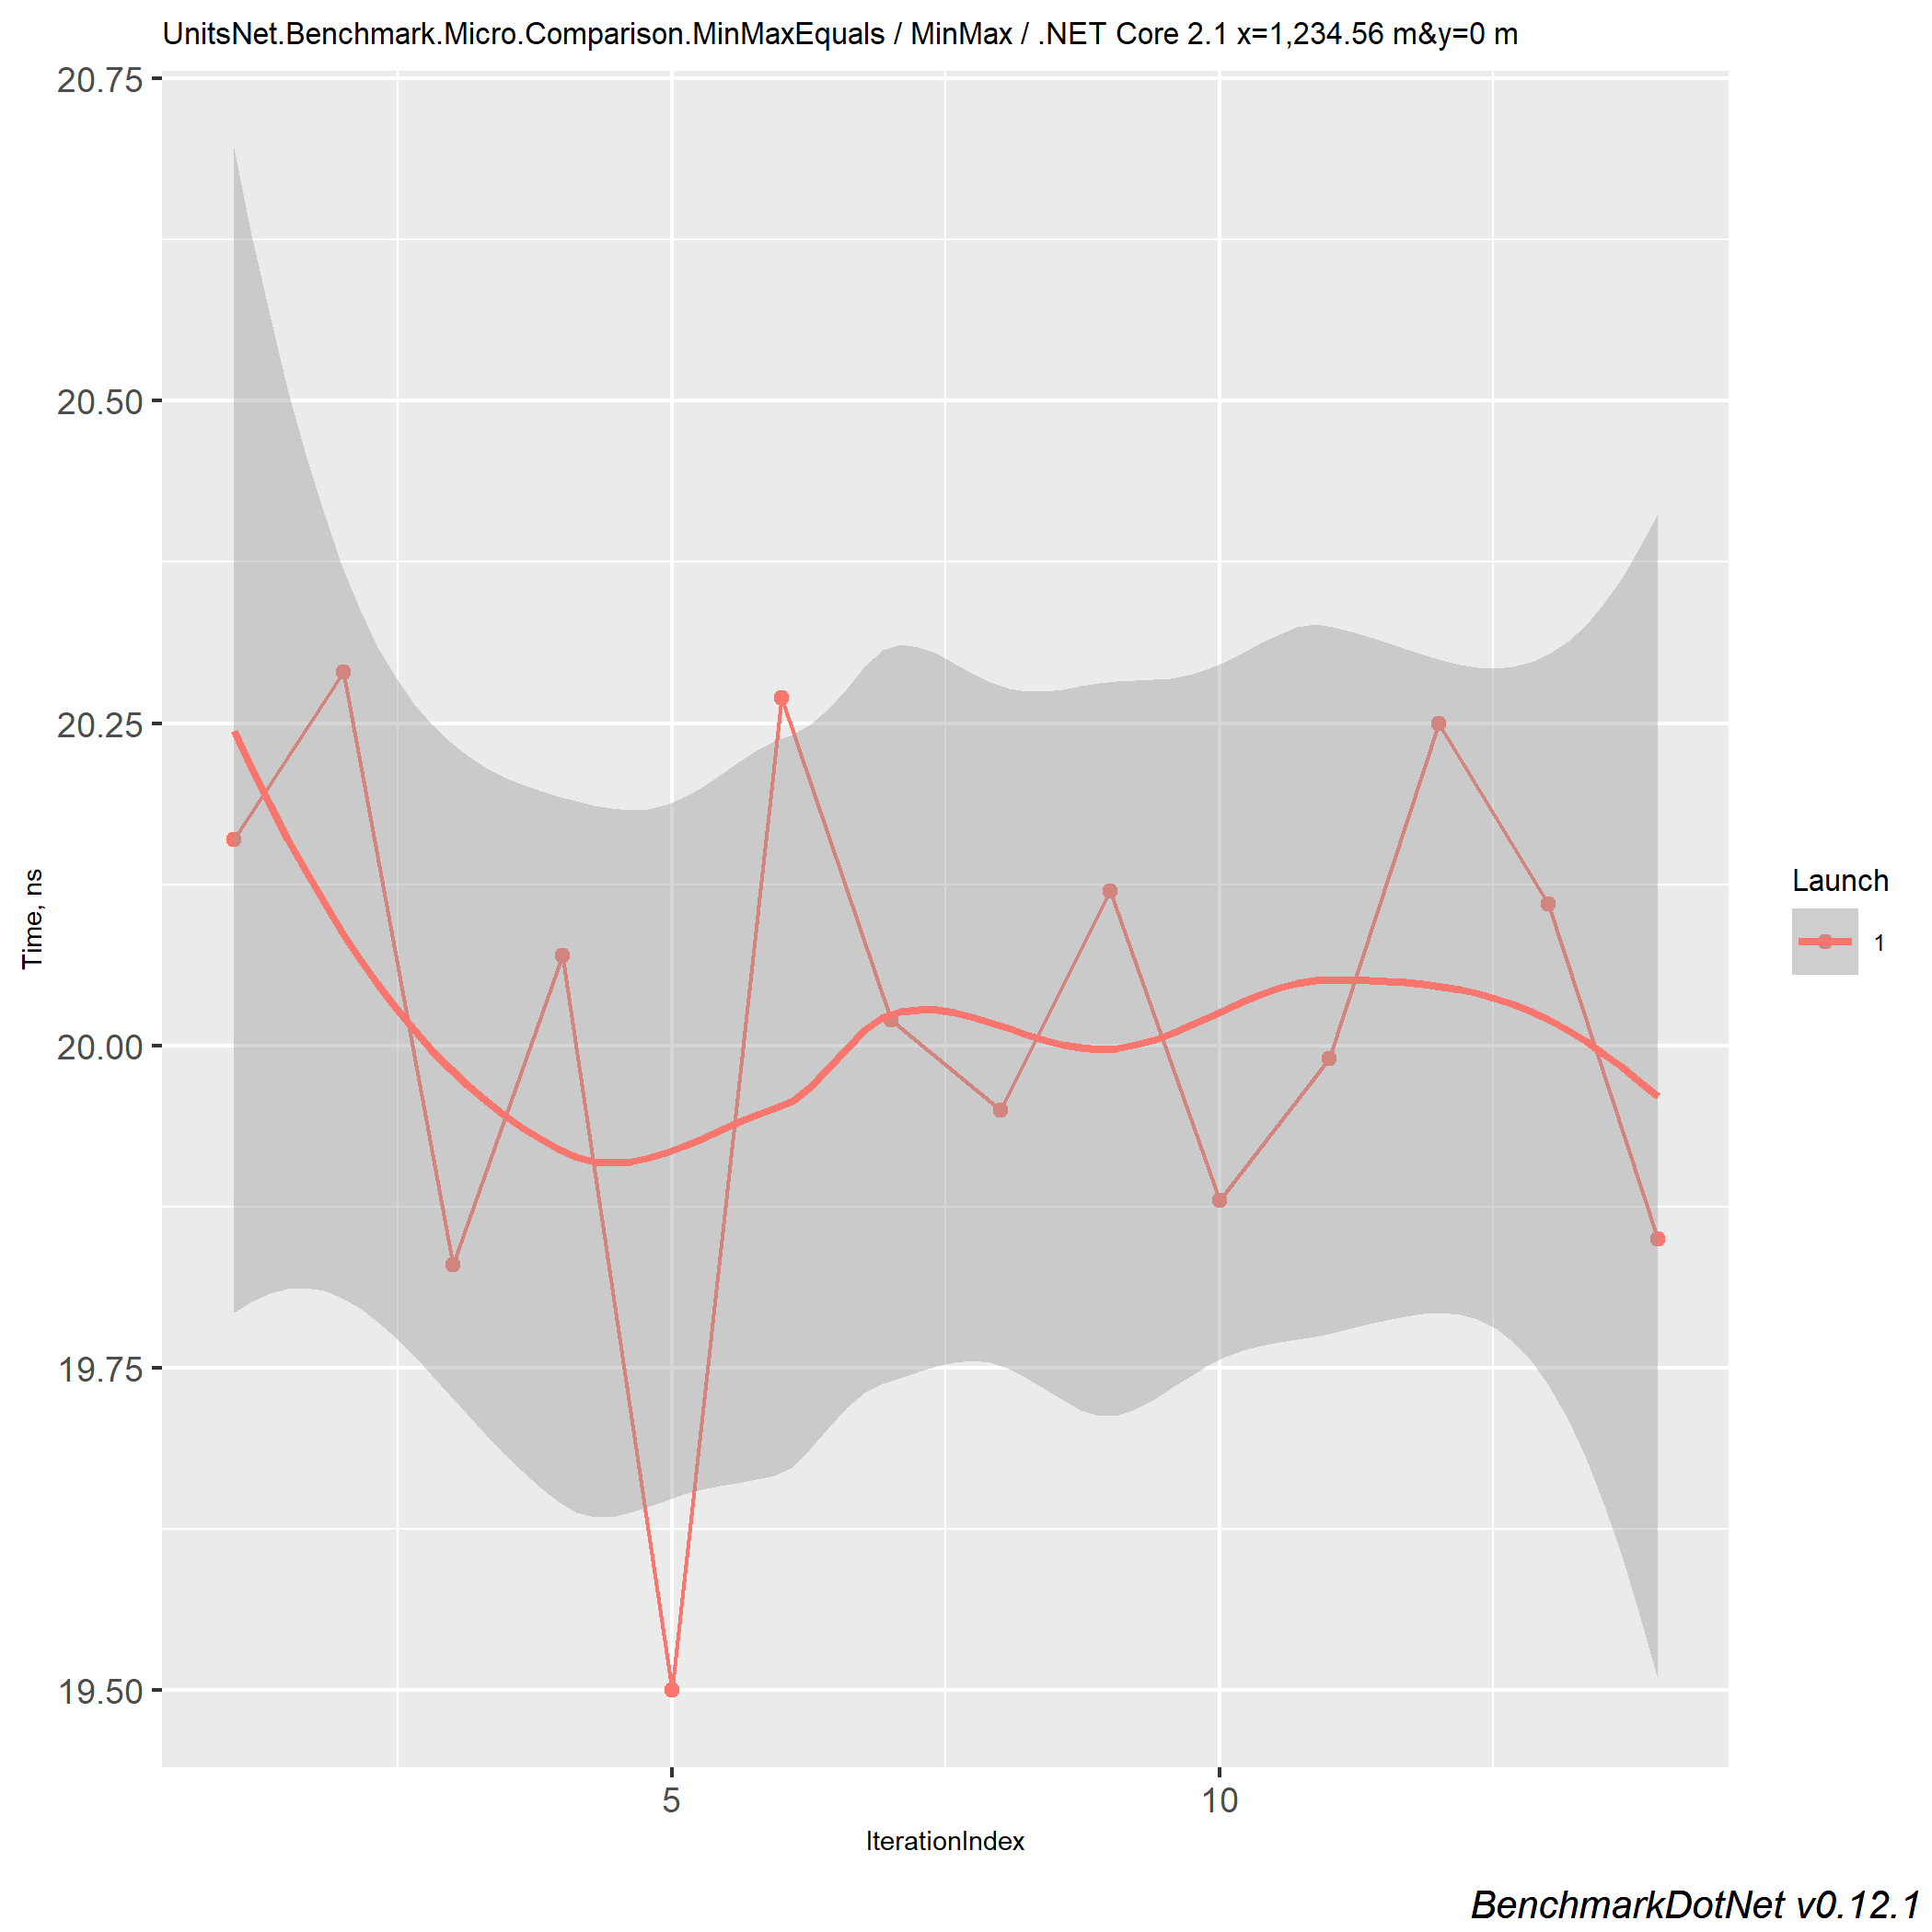 UnitsNet.Benchmark.Micro.Comparison.MinMaxEquals / MinMax / .NET Core 2.1 x=1,234.56 m&y=0 m
20.75
20.50
20.25
20.00
19.75
19.50
Time, ns
5
10
IterationIndex
Launch
1
BenchmarkDotNet v0.12.1